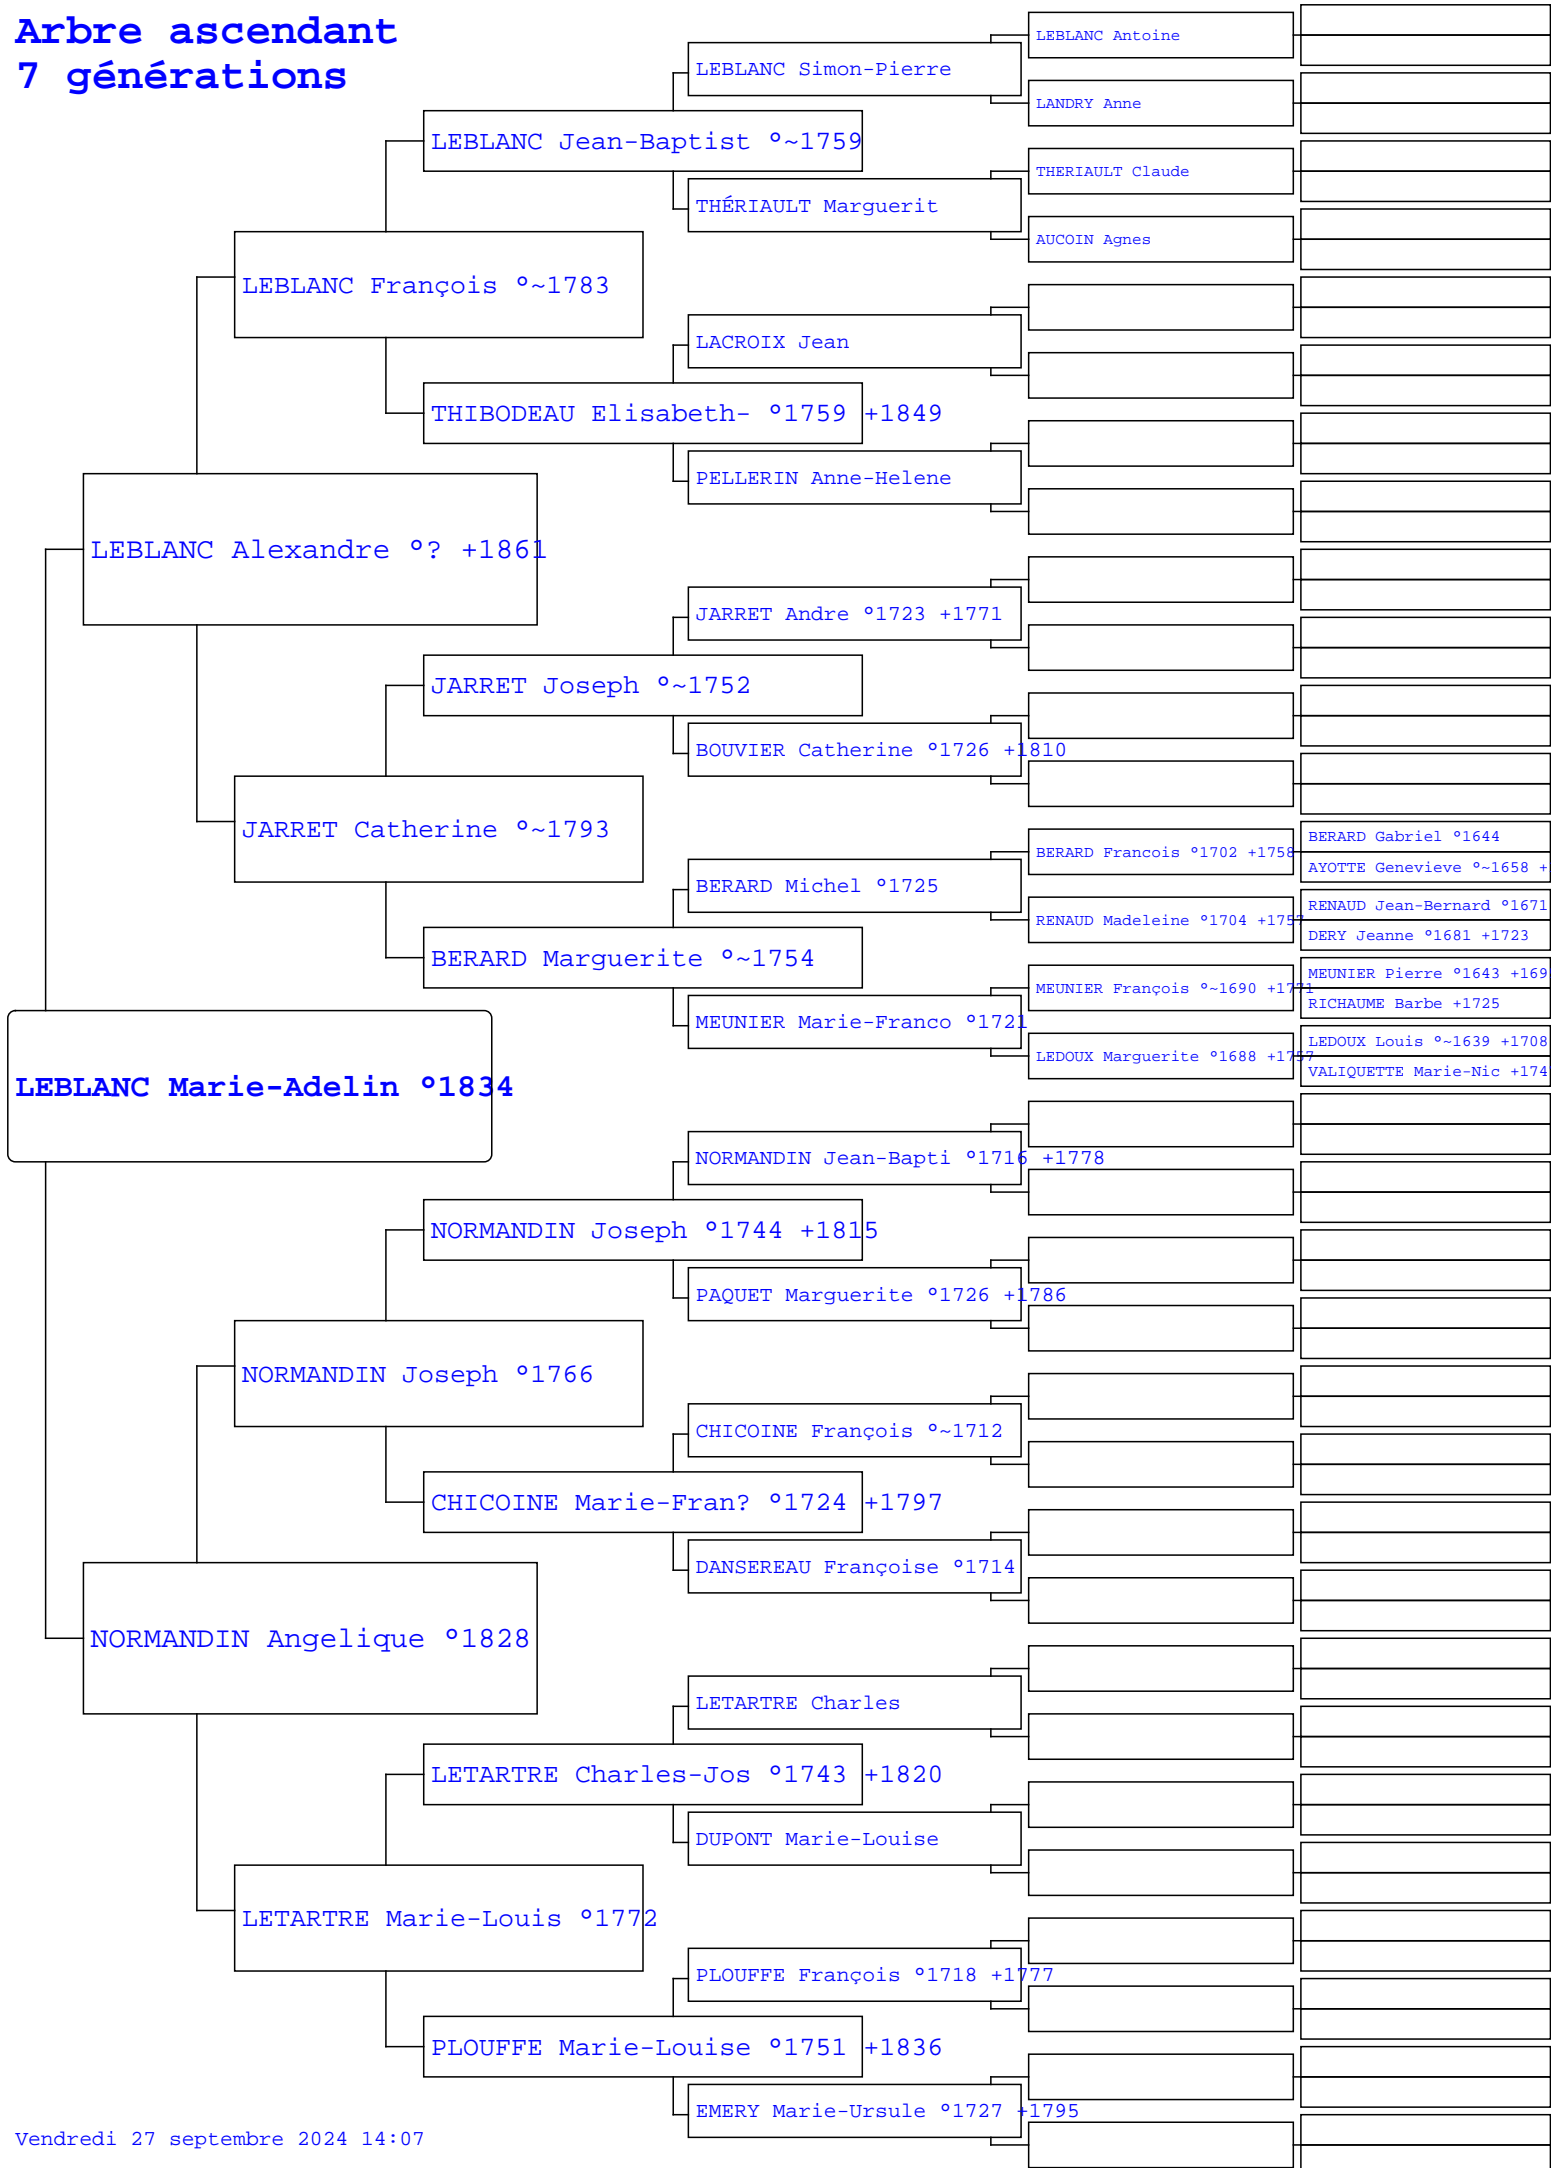 Arbre ascendant
7 générations
LEBLANC Antoine
LEBLANC Simon-Pierre
LANDRY Anne
LEBLANC Jean-Baptist °~1759
THERIAULT Claude
THÉRIAULT Marguerit
AUCOIN Agnes
LEBLANC François °~1783
LACROIX Jean
THIBODEAU Elisabeth- °1759 +1849
PELLERIN Anne-Helene
LEBLANC Alexandre °? +1861
JARRET Andre °1723 +1771
JARRET Joseph °~1752
BOUVIER Catherine °1726 +1810
JARRET Catherine °~1793
BERARD Gabriel °1644
BERARD Francois °1702 +1758
AYOTTE Genevieve °~1658 +
BERARD Michel °1725
RENAUD Jean-Bernard °1671
RENAUD Madeleine °1704 +1757
DERY Jeanne °1681 +1723
BERARD Marguerite °~1754
MEUNIER Pierre °1643 +169
MEUNIER François °~1690 +1771
RICHAUME Barbe +1725
MEUNIER Marie-Franco °1721
LEDOUX Louis °~1639 +1708
LEDOUX Marguerite °1688 +1757
VALIQUETTE Marie-Nic +174
LEBLANC Marie-Adelin °1834
NORMANDIN Jean-Bapti °1716 +1778
NORMANDIN Joseph °1744 +1815
PAQUET Marguerite °1726 +1786
NORMANDIN Joseph °1766
CHICOINE François °~1712
CHICOINE Marie-Fran? °1724 +1797
DANSEREAU Françoise °1714
NORMANDIN Angelique °1828
LETARTRE Charles
LETARTRE Charles-Jos °1743 +1820
DUPONT Marie-Louise
LETARTRE Marie-Louis °1772
PLOUFFE François °1718 +1777
PLOUFFE Marie-Louise °1751 +1836
EMERY Marie-Ursule °1727 +1795
Vendredi 27 septembre 2024 14:07